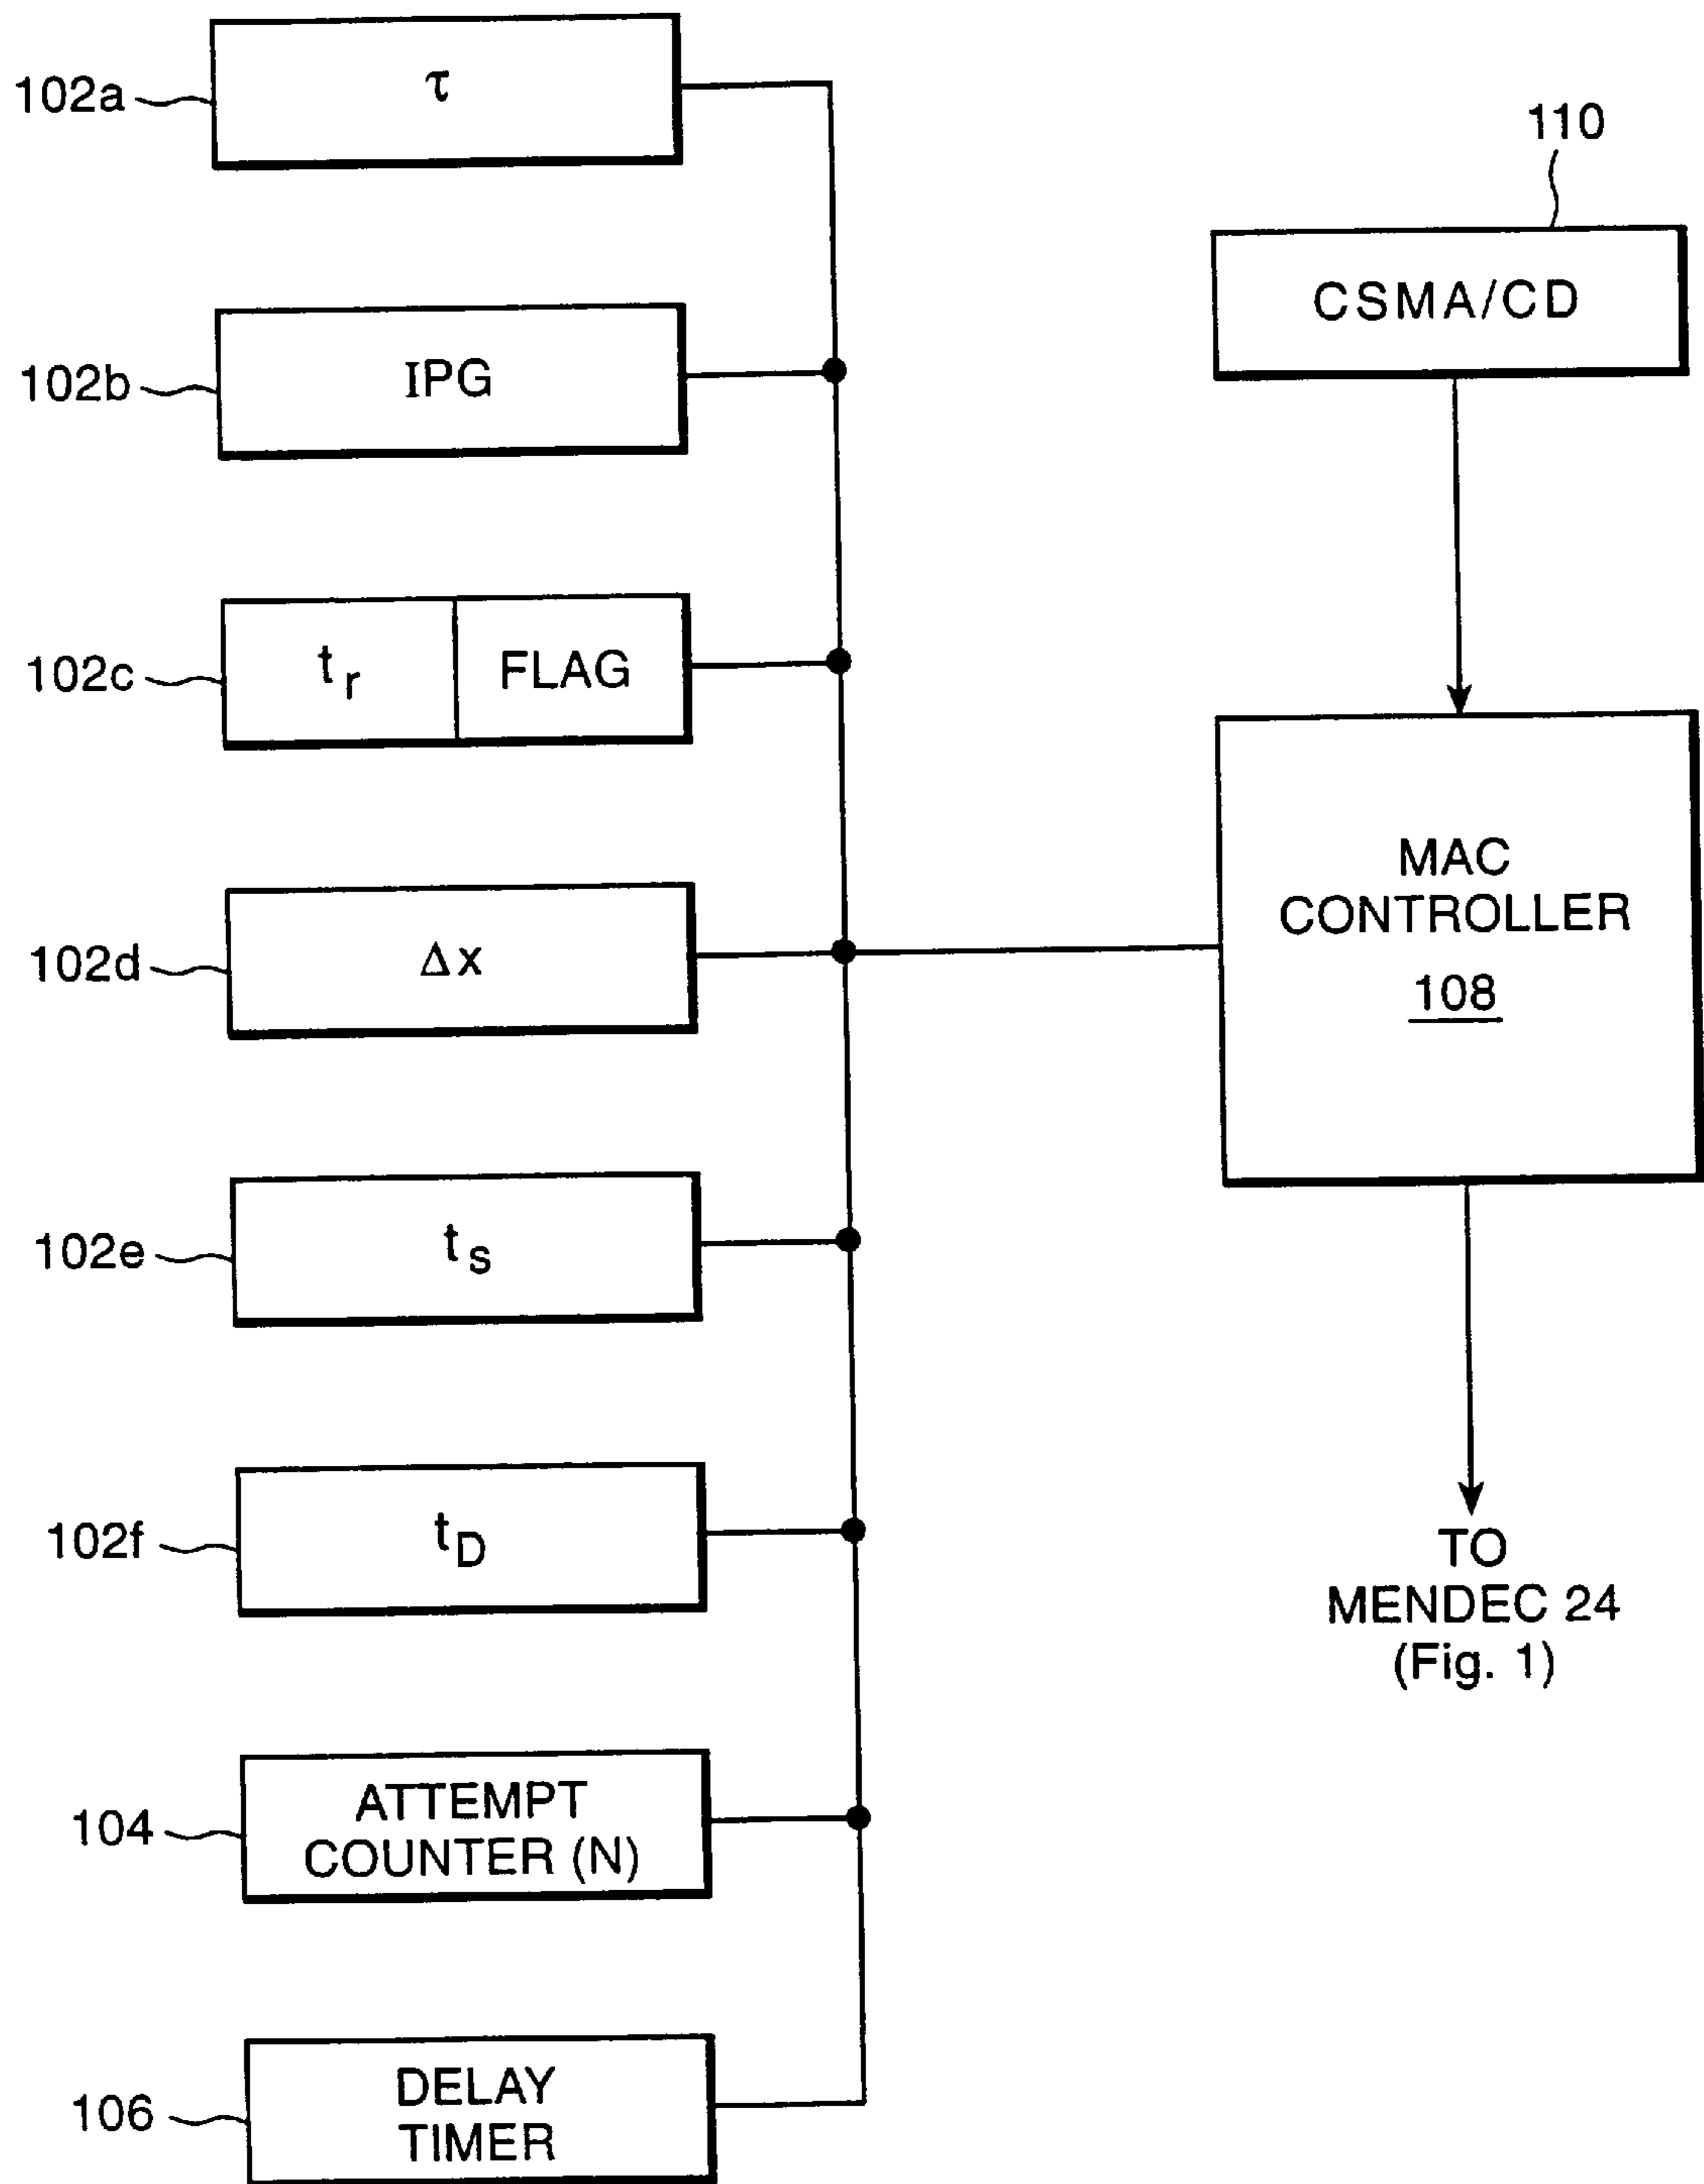 102a
τ
110
CSMA/CD
102b
IPG
102c
t r
FLAG
102d
Δx
MAC
CONTROLLER
108
102e
t s
102f
t D
TO
MENDEC 24
(Fig. 1)
104
ATTEMPT
COUNTER (N)
106
DELAY
TIMER